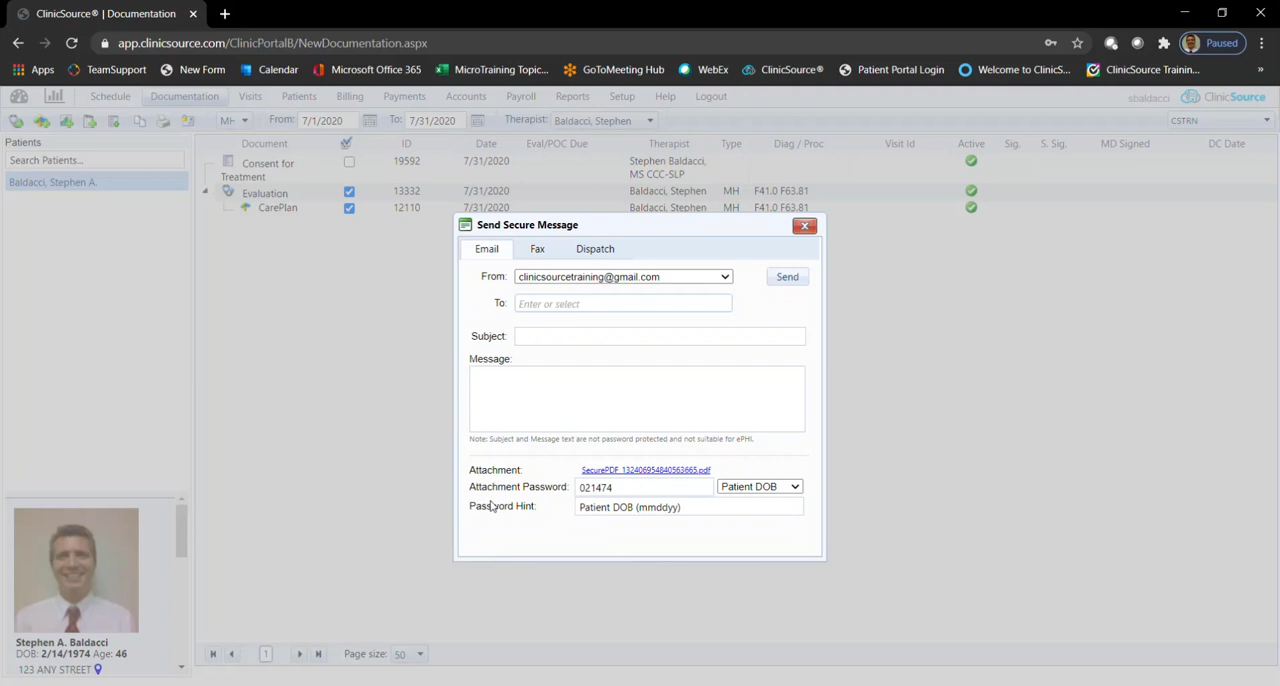 ClinicSource® | Documentation
app.clinicsource.com/ClinicPortalB/NewDocumentation.aspx
Paused
Apps TeamSupport New Form Calendar Microsoft Office 365 MicroTraining Topic... GoToMeeting Hub WebEx ClinicSource® Patient Portal Login Welcome to ClinicS... ClinicSource Trainin... »
Schedule Documentation Visits Patients Billing Payments Accounts Payroll Reports Setup Help Logout sbaldacci ClinicSource
MH From: 7/1/2020 To: 7/31/2020 Therapist: Baldacci, Stephen CSTRN
Patients
Search Patients...
Baldacci, Stephen A.
Document ID Date Eval/POC Due Therapist Type Diag / Proc Visit Id Active Sig. S. Sig. MD Signed DC Date
Consent for Treatment 19592 7/31/2020 Stephen Baldacci, MS CCC-SLP
Evaluation 13332 7/31/2020 Baldacci, Stephen MH F41.0 F63.81
CarePlan 12110 7/31/2020 Baldacci, Stephen MH F41.0 F63.81
Send Secure Message
Email Fax Dispatch
From: clinicsourcetraining@gmail.com Send
To: Enter or select
Subject:
Message:
Note: Subject and Message text are not password protected and not suitable for ePHI.
Attachment: SecurePDF_132406954840563665.pdf
Attachment Password: 021474 Patient DOB
Password Hint: Patient DOB (mmddyy)
Stephen A. Baldacci
DOB: 2/14/1974 Age: 46
123 ANY STREET
1 Page size: 50